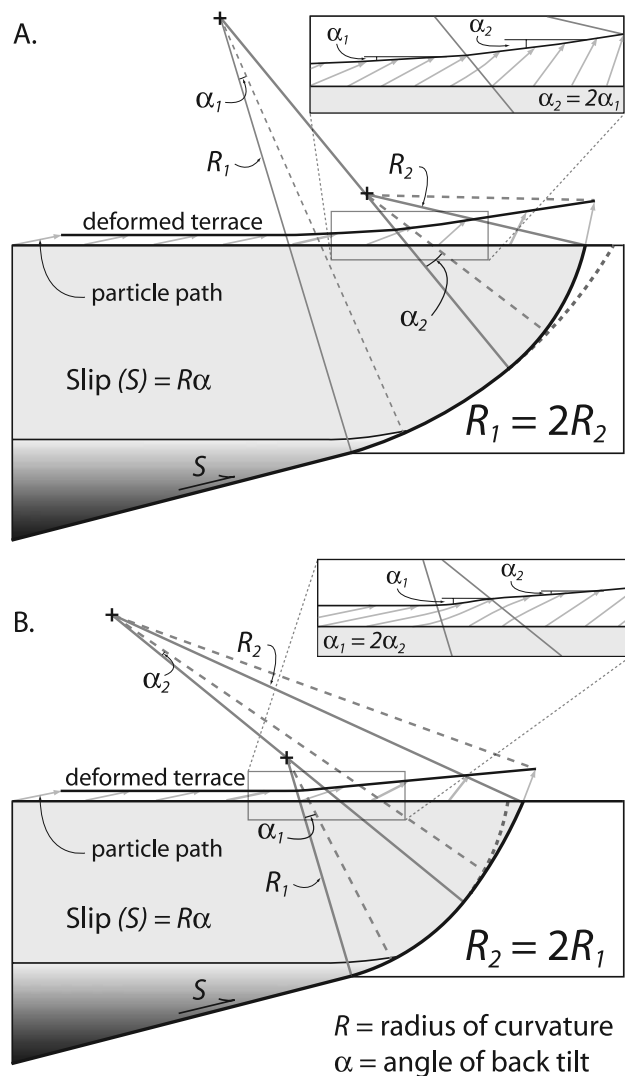 A.
α1
α2
α2 = 2α1
α1
R1
R2
deformed terrace
particle path
α2
Slip (S) = Rα
R1 = 2R2
S
B.
α1
α2
α1 = 2α2
R2
α2
deformed terrace
α1
particle path
R1
Slip (S) = Rα
R2 = 2R1
S
R = radius of curvature
α = angle of back tilt